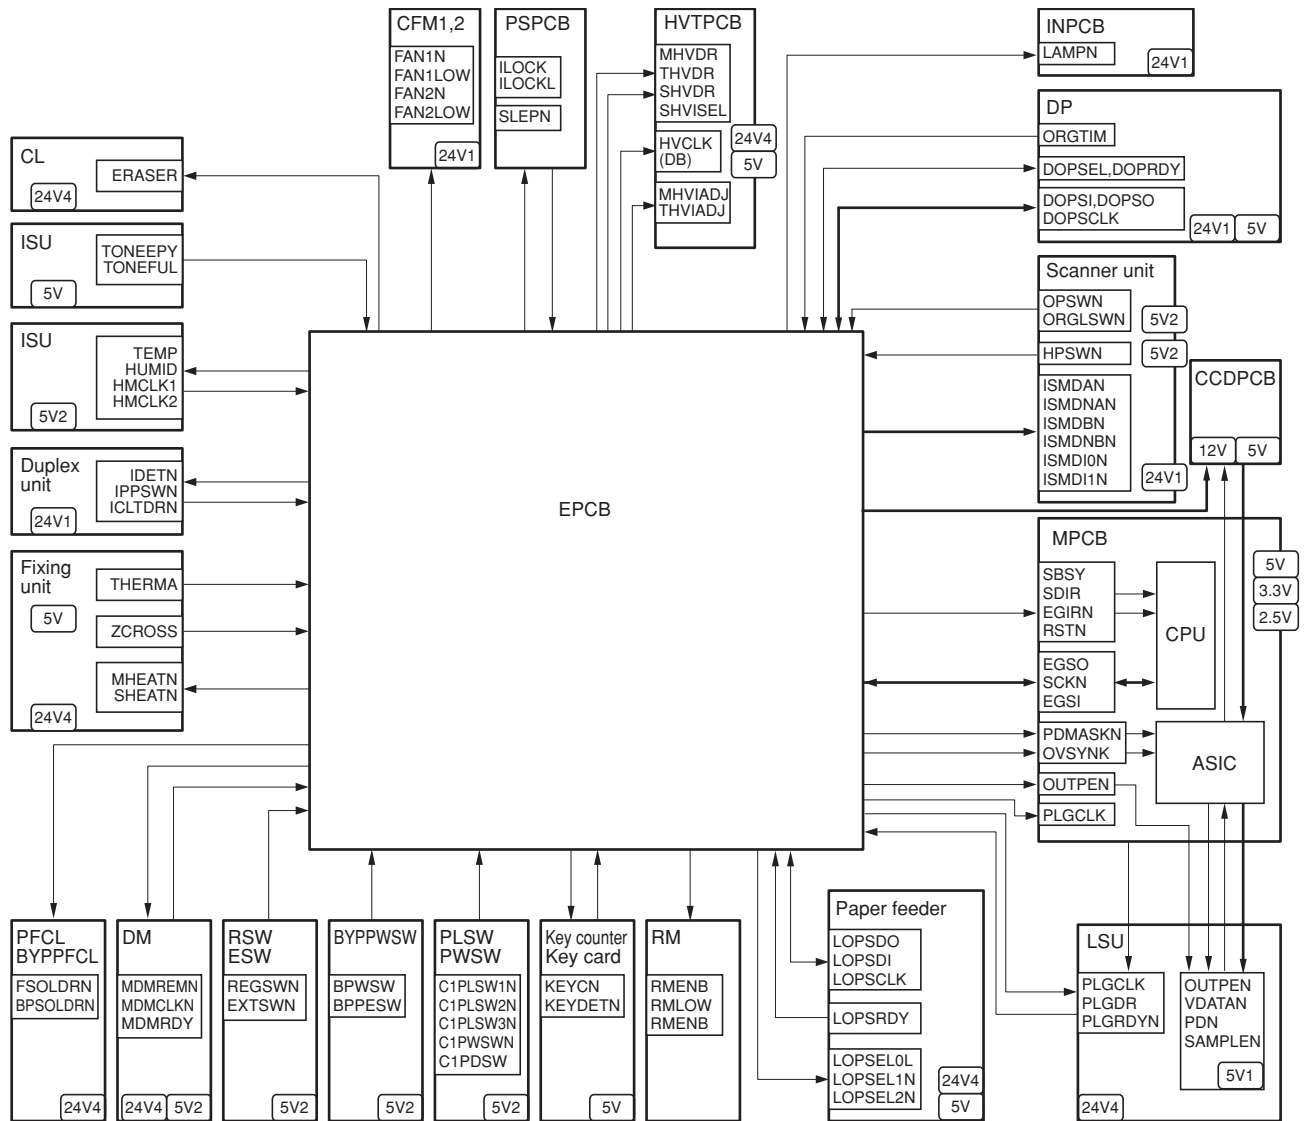 CFM1,2
FAN1N
FAN1LOW
FAN2N
FAN2LOW
24V1
PSPCB
ILOCK
ILOCKL
SLEPN
HVTPCB
MHVDR
THVDR
SHVDR
SHVISEL
HVCLK
(DB)
MHVIADJ
THVIADJ
24V4
5V
INPCB
LAMPN
24V1
DP
ORGTIM
DOPSEL,DOPRDY
DOPSI,DOPSO
DOPSCLK
24V1
5V
CL
ERASER
24V4
ISU
TONEEPY
TONEFUL
5V
ISU
TEMP
HUMID
HMCLK1
HMCLK2
5V2
Duplex
unit
IDETN
IPPSWN
ICLTDRN
24V1
Fixing
unit
THERMA
5V
ZCROSS
MHEATN
SHEATN
24V4
EPCB
Scanner unit
OPSWN
ORGLSWN
5V2
HPSWN
5V2
ISMDAN
ISMDNAN
ISMDBN
ISMDNBN
ISMDI0N
ISMDI1N
24V1
CCDPCB
12V
5V
MPCB
5V
3.3V
2.5V
SBSY
SDIR
EGIRN
RSTN
CPU
EGSO
SCKN
EGSI
PDMASKN
OVSYNK
ASIC
OUTPEN
PLGCLK
PFCL
BYPPFCL
FSOLDRN
BPSOLDRN
24V4
DM
MDMREMN
MDMCLKN
MDMRDY
24V4
5V2
RSW
ESW
REGSWN
EXTSWN
5V2
BYPPWSW
BPWSW
BPPESW
5V2
PLSW
PWSW
C1PLSW1N
C1PLSW2N
C1PLSW3N
C1PWSWN
C1PDSW
5V2
Key counter
Key card
KEYCN
KEYDETN
5V
RM
RMENB
RMLOW
RMENB
Paper feeder
LOPSDO
LOPSDI
LOPSCLK
LOPSRDY
LOPSEL0L
LOPSEL1N
LOPSEL2N
24V4
5V
LSU
PLGCLK
PLGDR
PLGRDYN
OUTPEN
VDATAN
PDN
SAMPLEN
5V1
24V4